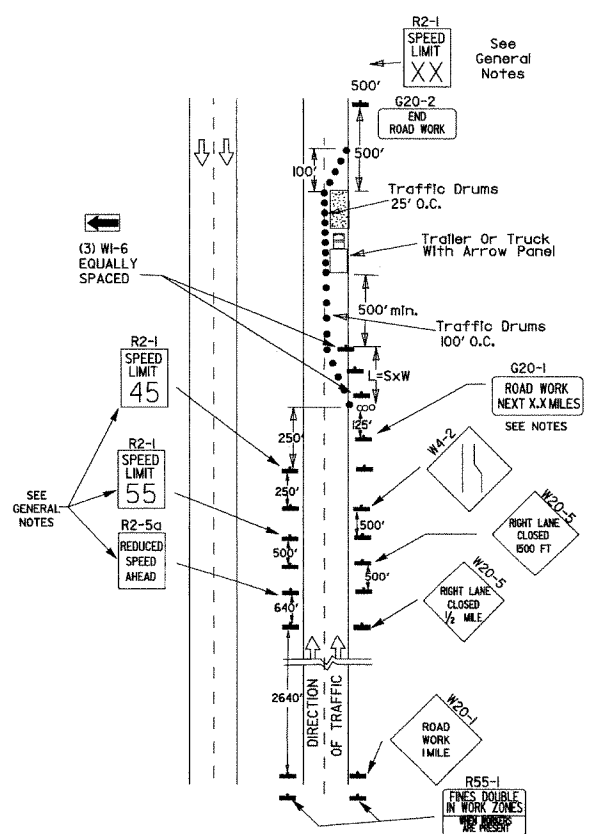 R2-1
SPEED
LIMIT
XX
See
General
Notes
500'
G20-2
END
ROAD WORK
500'
100'
Traffic Drums
25' O.C.
Trailer Or Truck
With Arrow Panel
(3) W1-6
EQUALLY
SPACED
500' min.
Traffic Drums
100' O.C.
R2-1
SPEED
LIMIT
45
L=SxW
G20-1
ROAD WORK
NEXT X.X MILES
SEE NOTES
125'
250'
W4-2
R2-1
SPEED
LIMIT
55
250'
500'
W20-5
RIGHT LANE
CLOSED
1500 FT
SEE
GENERAL
NOTES
R2-5a
REDUCED
SPEED
AHEAD
500'
500'
W20-5
RIGHT LANE
CLOSED
1/2 MILE
640'
2640'
DIRECTION
OF TRAFFIC
W20-1
ROAD
WORK
1 MILE
R55-1
FINES DOUBLE
IN WORK ZONES
WHEN WORKERS
ARE PRESENT